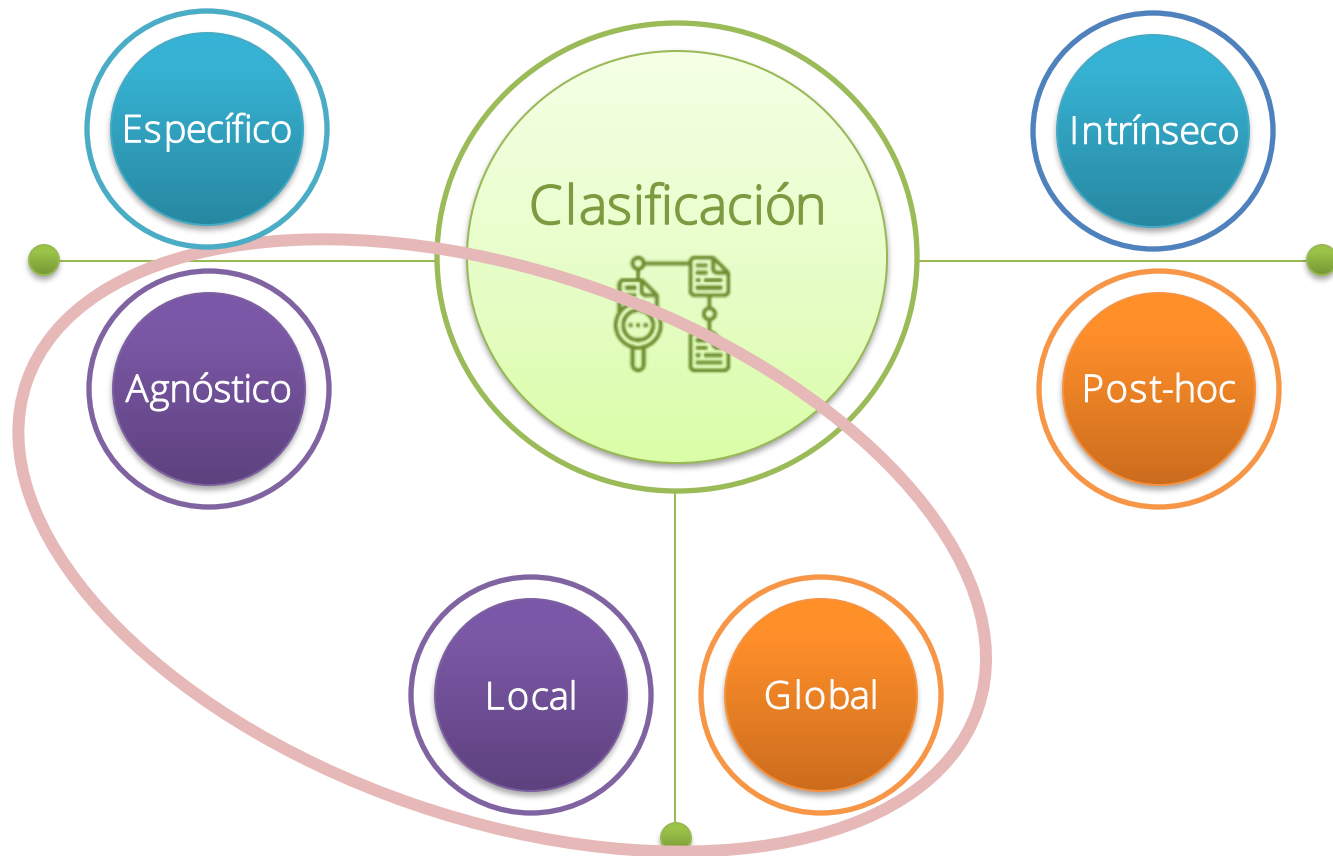 Específico
Clasificación
Intrínseco
Agnóstico
Post-hoc
Local
Global